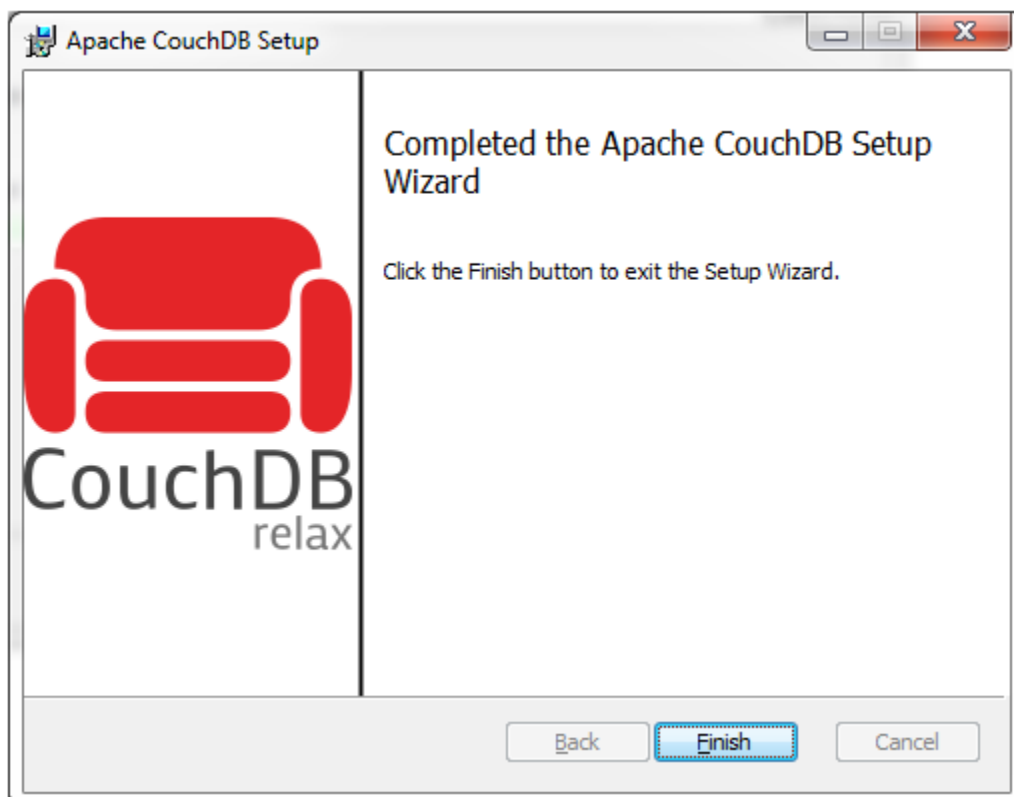 Apache CouchDB Setup
Completed the Apache CouchDB Setup
Wizard
Click the Finish button to exit the Setup Wizard.
CouchDB
relax
Back
Finish
Cancel